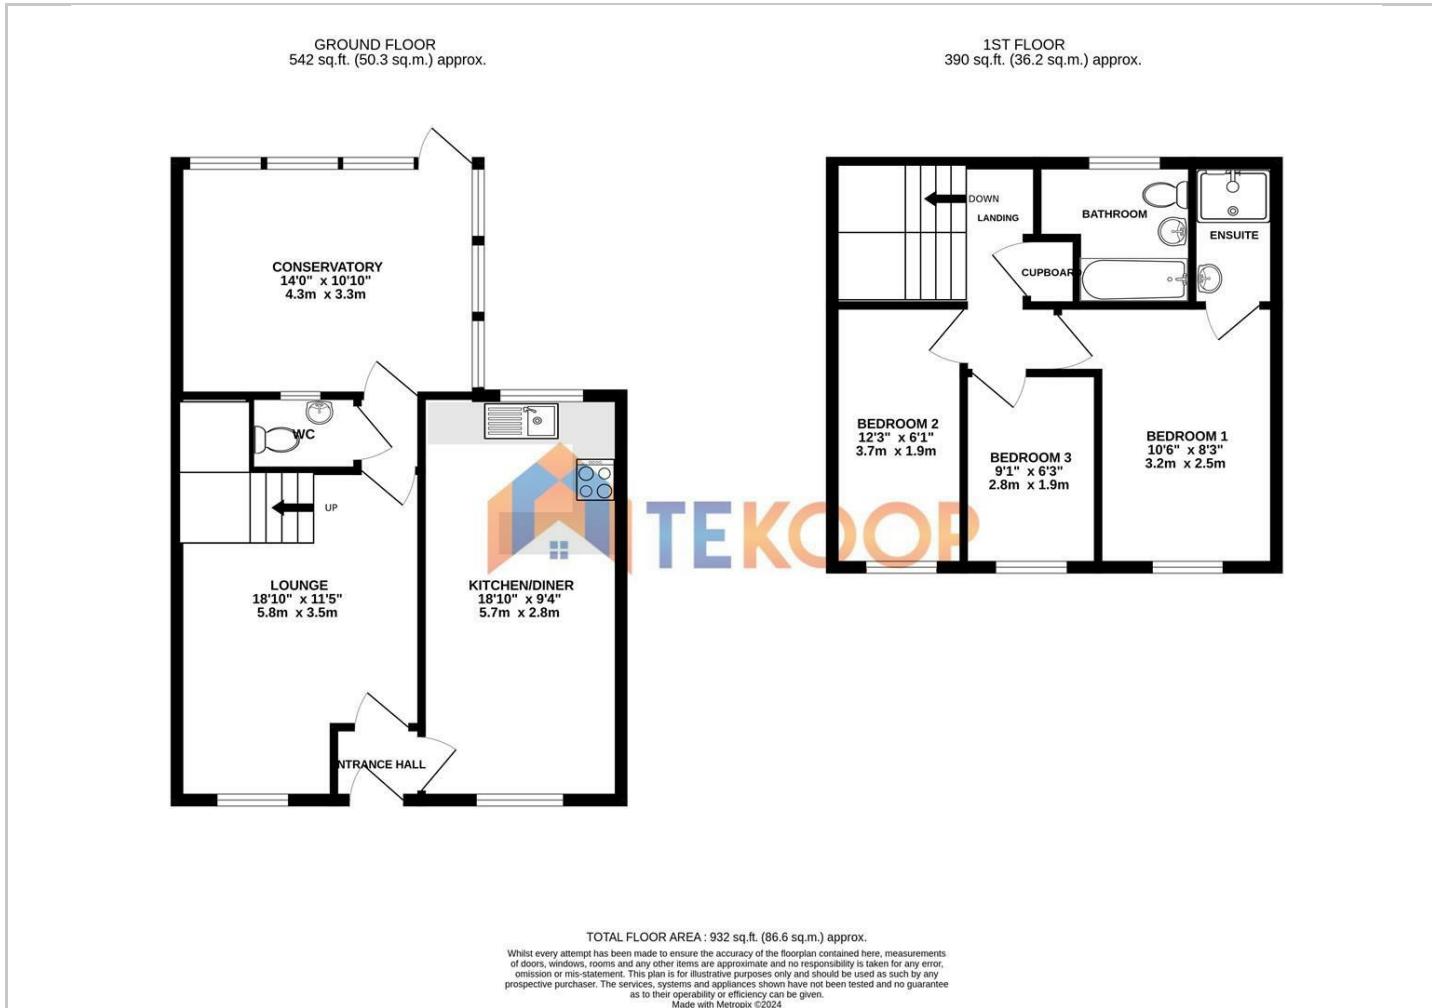 GROUND FLOOR
542 sq.ft. (50.3 sq.m.) approx.
1ST FLOOR
390 sq.ft. (36.2 sq.m.) approx.
CONSERVATORY
14'0" x 10'10"
4.3m x 3.3m
WC
UP
LOUNGE
18'10" x 11'5"
5.8m x 3.5m
KITCHEN/DINER
18'10" x 9'4"
5.7m x 2.8m
NTRANCE HALL
TEKOOP
DOWN
LANDING
BATHROOM
ENSUITE
CUPBOARD
BEDROOM 2
12'3" x 6'1"
3.7m x 1.9m
BEDROOM 3
9'1" x 6'3"
2.8m x 1.9m
BEDROOM 1
10'6" x 8'3"
3.2m x 2.5m
TOTAL FLOOR AREA : 932 sq.ft. (86.6 sq.m.) approx.
Whilst every attempt has been made to ensure the accuracy of the floorplan contained here, measurements
of doors, windows, rooms and any other items are approximate and no responsibility is taken for any error,
omission or mis-statement. This plan is for illustrative purposes only and should be used as such by any
prospective purchaser. The services, systems and appliances shown have not been tested and no guarantee
as to their operability or efficiency can be given.
Made with Metropix ©2024